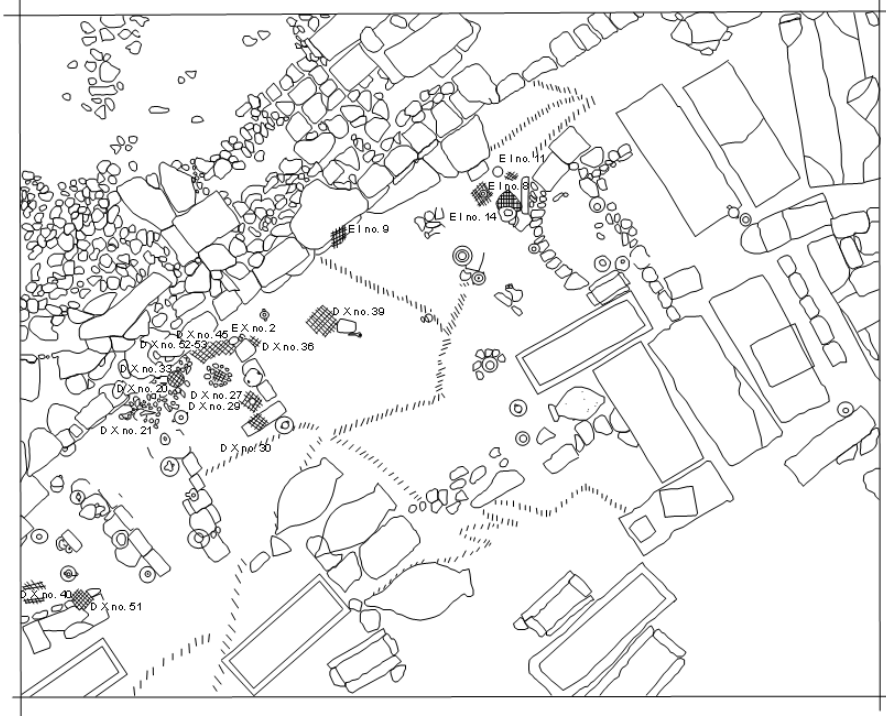 E I no. 11
E I no. 8
E I no. 14
E I no. 9
D X no. 39
E X no. 2
D X no. 45
D X no. 36
D X no. 52-53
D X no. 33
D X no. 20
D X no. 27
D X no. 29
D X no. 21
D X no. 30
D X no. 40
D X no. 51